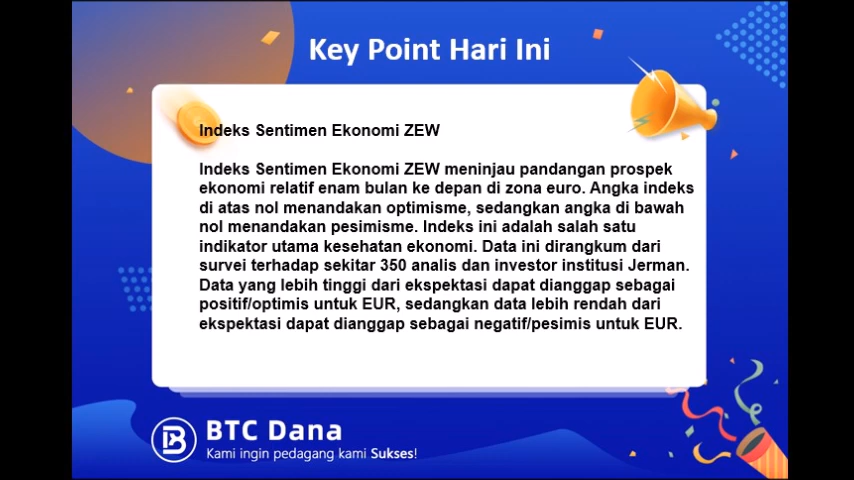 Key Point Hari Ini
Indeks Sentimen Ekonomi ZEW
Indeks Sentimen Ekonomi ZEW meninjau pandangan prospek
ekonomi relatif enam bulan ke depan di zona euro. Angka indeks
di atas nol menandakan optimisme, sedangkan angka di bawah
nol menandakan pesimisme. Indeks ini adalah salah satu
indikator utama kesehatan ekonomi. Data ini dirangkum dari
survei terhadap sekitar 350 analis dan investor institusi Jerman.
Data yang lebih tinggi dari ekspektasi dapat dianggap sebagai
positif/optimis untuk EUR, sedangkan data lebih rendah dari
ekspektasi dapat dianggap sebagai negatif/pesimis untuk EUR.
BTC Dana
Kami ingin pedagang kami Sukses!